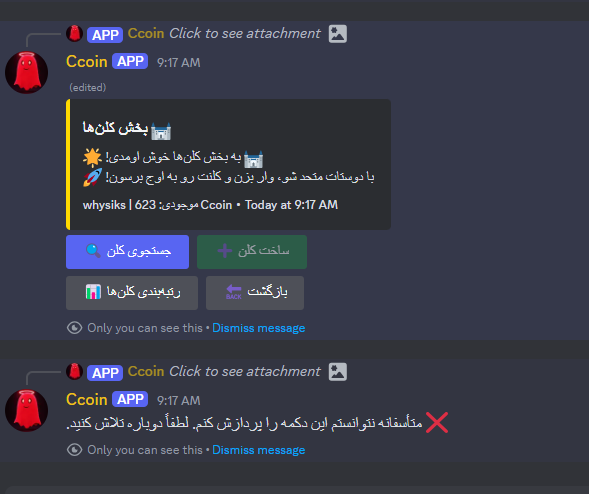 APP Ccoin Click to see attachment
Ccoin APP 9:17 AM
(edited)
🏰 بخش کلن‌ها
🏰 به بخش کلن‌ها خوش اومدی! 🌟
با دوستات متحد شو، وار بزن و کلنت رو به اوج برسون! 🚀
whysiks | 623 :موجودی Ccoin • Today at 9:17 AM
جستجوی کلن 🔍
ساخت کلن ➕
رتبه‌بندی کلن‌ها 📊
بازگشت 🔙
Only you can see this • Dismiss message
APP Ccoin Click to see attachment
Ccoin APP 9:17 AM
❌ متأسفانه نتوانستم این دکمه را پردازش کنم. لطفاً دوباره تلاش کنید.
Only you can see this • Dismiss message